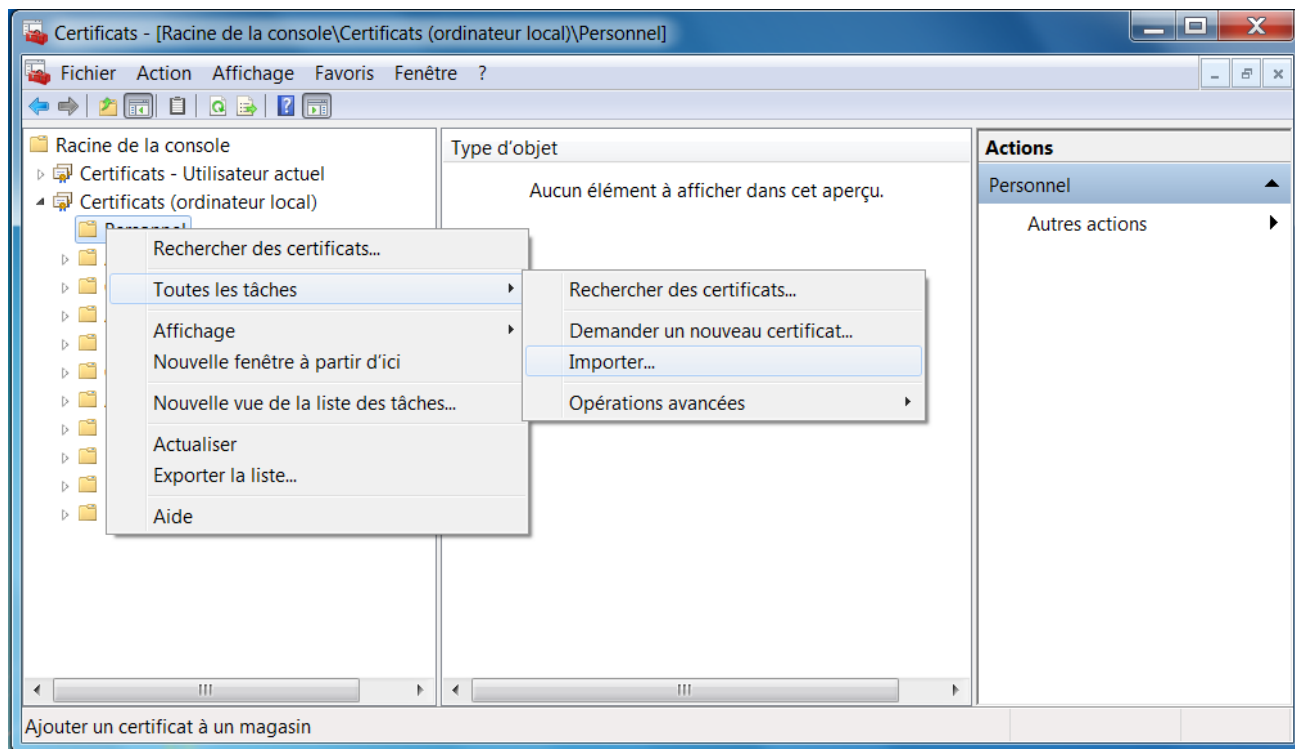 Certificats - [Racine de la console\Certificats (ordinateur local)\Personnel]
Fichier Action Affichage Favoris Fenêtre ?
Racine de la console
Certificats - Utilisateur actuel
Certificats (ordinateur local)
Personnel
Rechercher des certificats...
Toutes les tâches
Affichage
Nouvelle fenêtre à partir d'ici
Nouvelle vue de la liste des tâches...
Actualiser
Exporter la liste...
Aide
Rechercher des certificats...
Demander un nouveau certificat...
Importer...
Opérations avancées
Type d'objet
Aucun élément à afficher dans cet aperçu.
Actions
Personnel
Autres actions
Ajouter un certificat à un magasin